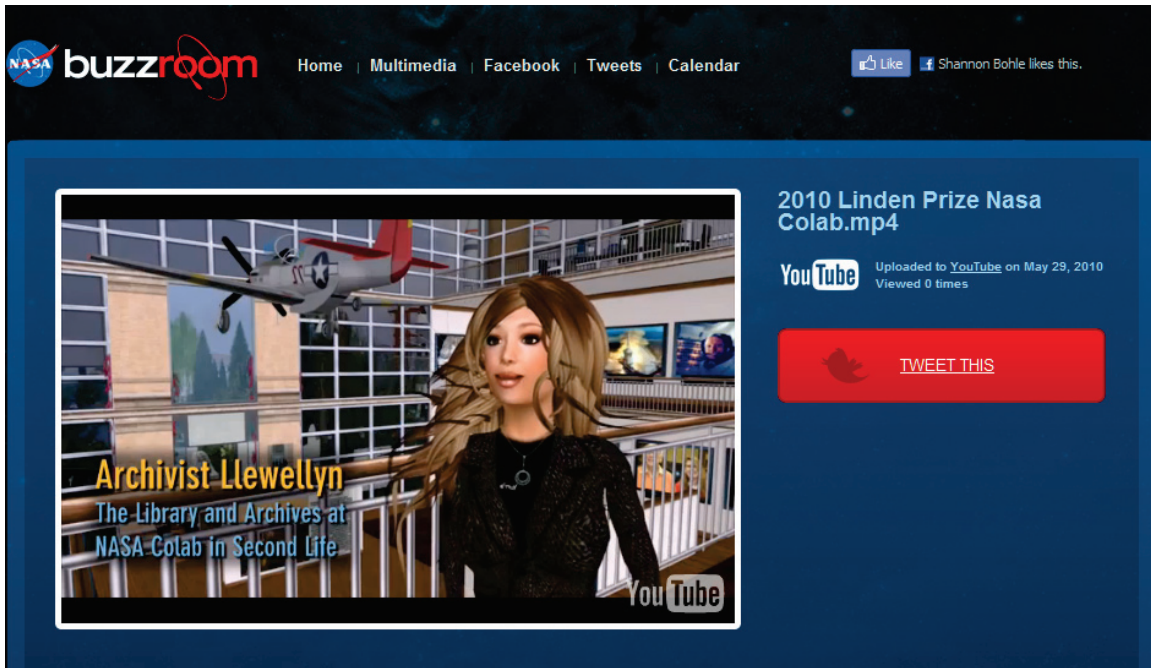 NASA buzzroom Home | Multimedia | Facebook | Tweets | Calendar Like f Shannon Bohle likes this.
2010 Linden Prize Nasa
Colab.mp4
YouTube Uploaded to YouTube on May 29, 2010
Viewed 0 times
TWEET THIS
Archivist Llewellyn
The Library and Archives at
NASA Colab in Second Life
YouTube